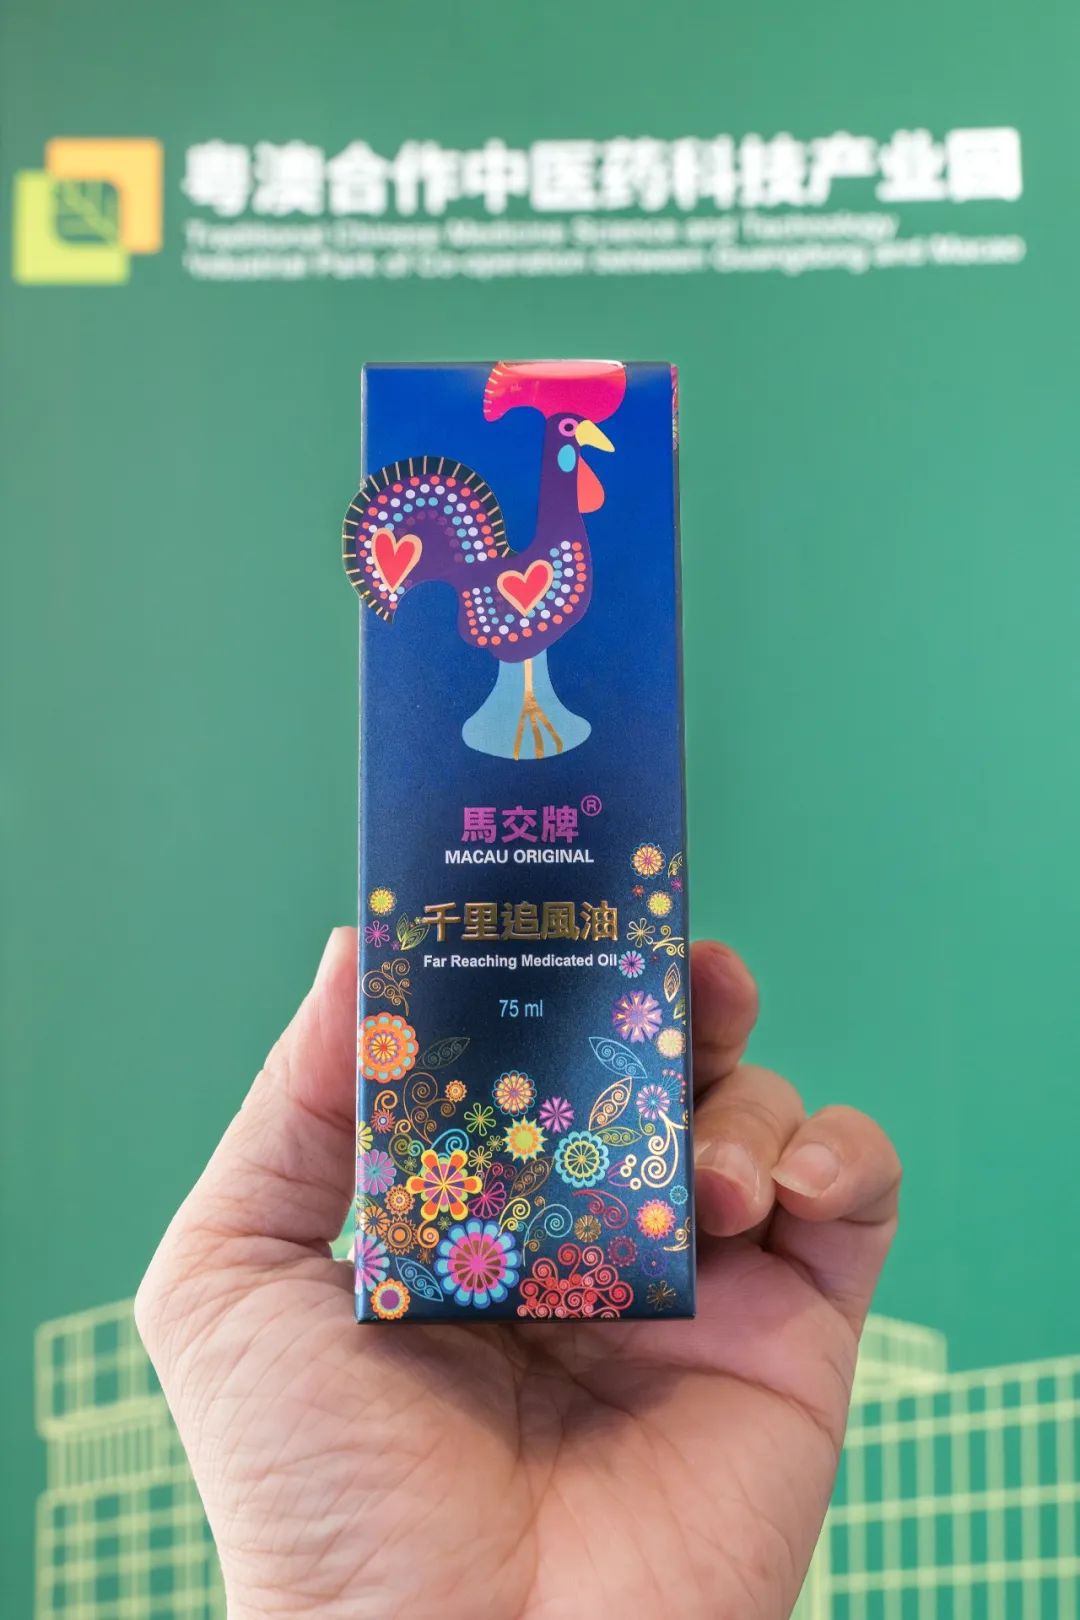 粤澳合作中医药科技产业园
Traditional Chinese Medicine Science and Technology
Industrial Park of Co-operation between Guangdong and Macao
馬交牌®
MACAU ORIGINAL
千里追風油
Far Reaching Medicated Oil
75 ml